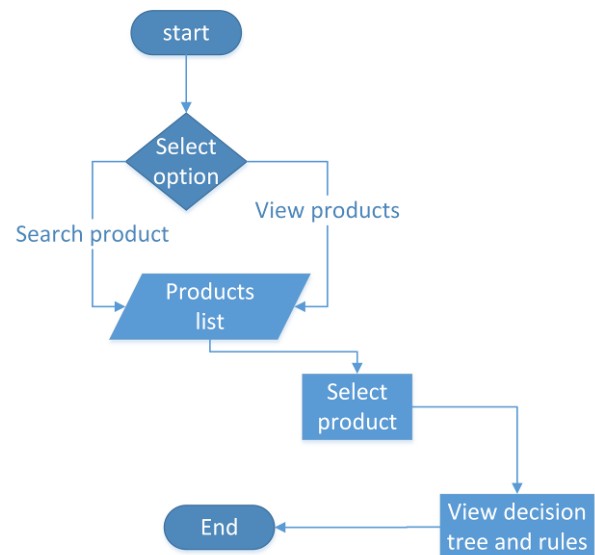 start
Select
option
View products
Search product
Products
list
Select
product
View decision
tree and rules
End